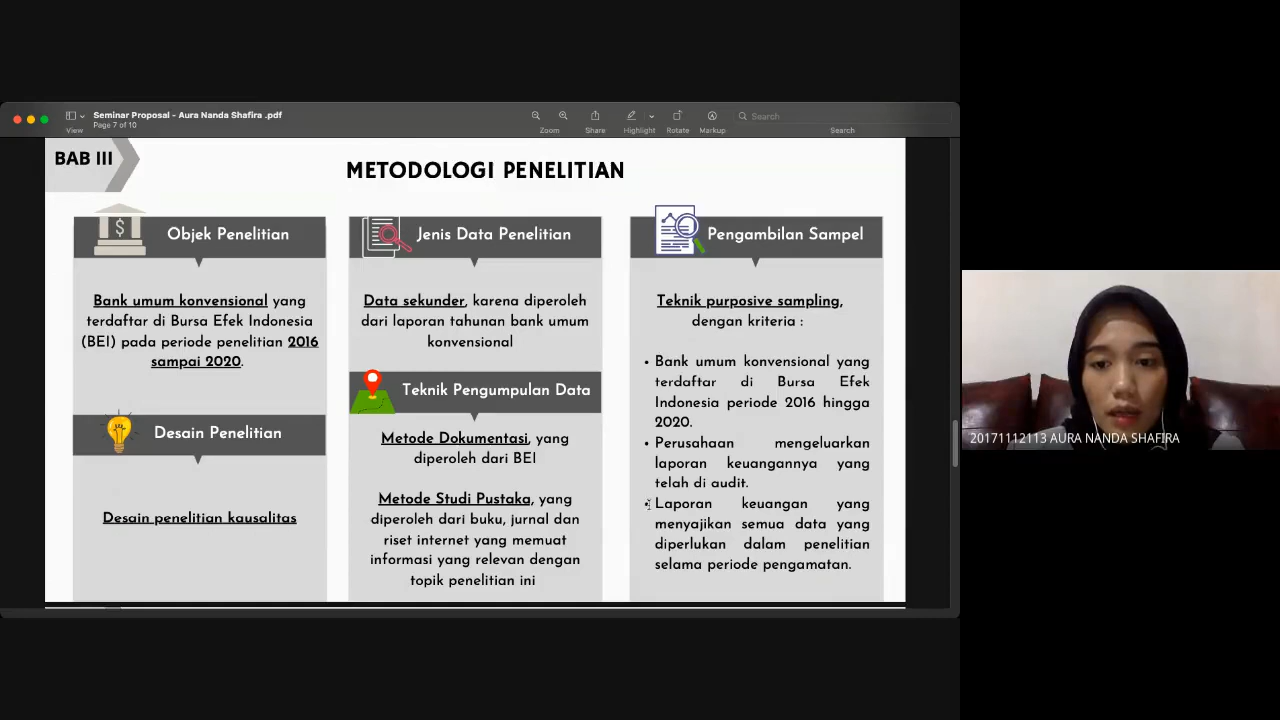 Seminar Proposal - Aura Nanda Shafira .pdf
Page 7 of 10
View
Zoom
Share
Highlight
Rotate
Markup
Search
Search
BAB III
METODOLOGI PENELITIAN
Objek Penelitian
Bank umum konvensional yang
terdaftar di Bursa Efek Indonesia
(BEI) pada periode penelitian 2016
sampai 2020.
Desain Penelitian
Desain penelitian kausalitas
Jenis Data Penelitian
Data sekunder, karena diperoleh
dari laporan tahunan bank umum
konvensional
Teknik Pengumpulan Data
Metode Dokumentasi, yang
diperoleh dari BEI
Metode Studi Pustaka, yang
diperoleh dari buku, jurnal dan
riset internet yang memuat
informasi yang relevan dengan
topik penelitian ini
Pengambilan Sampel
Teknik purposive sampling,
dengan kriteria :
• Bank umum konvensional yang
terdaftar di Bursa Efek
Indonesia periode 2016 hingga
2020.
• Perusahaan mengeluarkan
laporan keuangannya yang
telah di audit.
• Laporan keuangan yang
menyajikan semua data yang
diperlukan dalam penelitian
selama periode pengamatan.
20171112113 AURA NANDA SHAFIRA